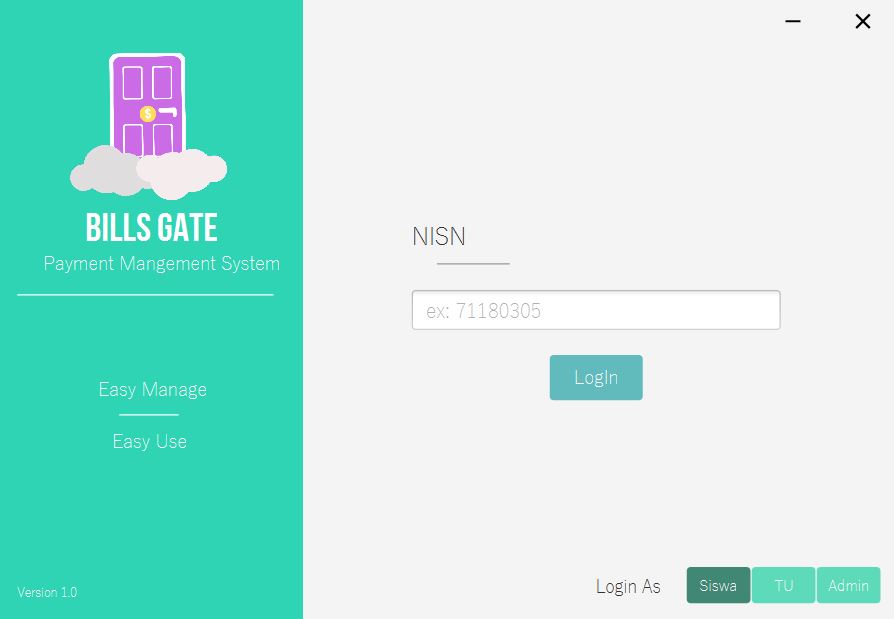 BILLS GATE
Payment Mangement System
Easy Manage
Easy Use
Version 1.0
NISN
ex: 71180305
LogIn
Login As Siswa TU Admin